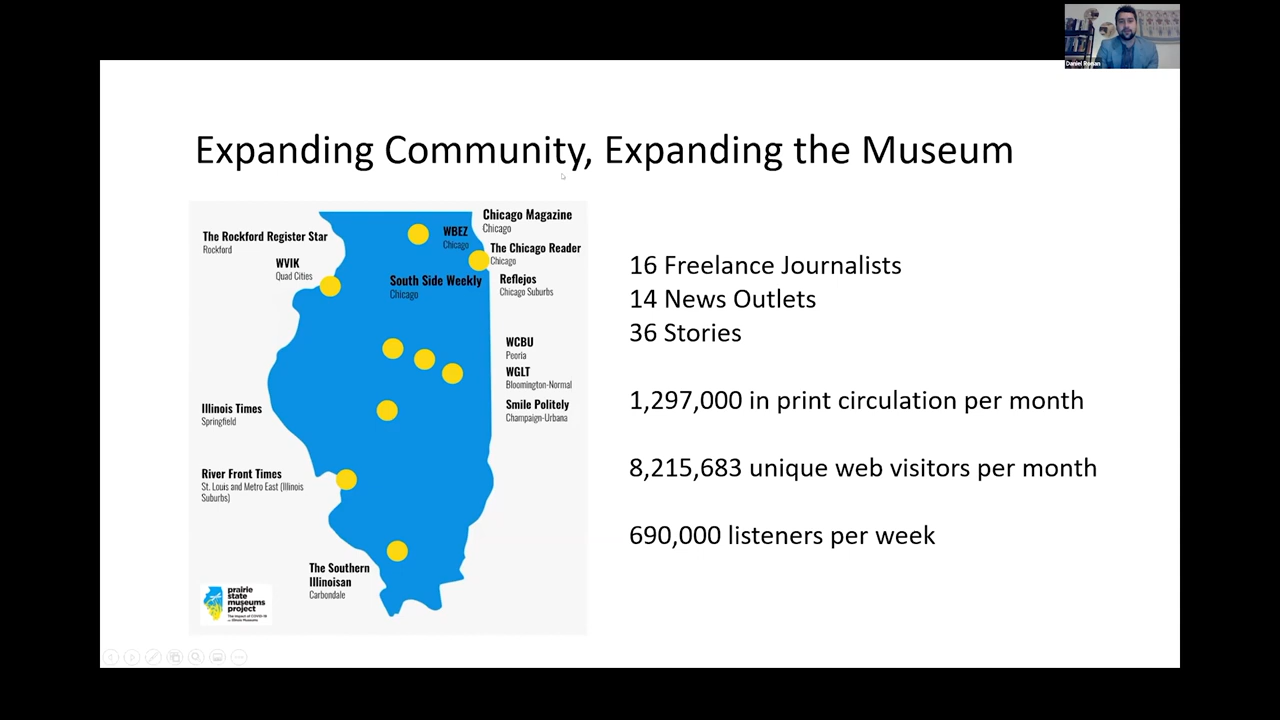 Daniel Ronan
Expanding Community, Expanding the Museum
The Rockford Register Star
Rockford
WVIK
Quad Cities
WBEZ
Chicago
Chicago Magazine
Chicago
The Chicago Reader
Chicago
South Side Weekly
Chicago
Reflejos
Chicago Suburbs
WCBU
Peoria
WGLT
Bloomington-Normal
Smile Politely
Champaign-Urbana
Illinois Times
Springfield
River Front Times
St. Louis and Metro East (Illinois
Suburbs)
The Southern
Illinoisan
Carbondale
prairie
state
museums
project
The Impact of COVID-19
on Illinois Museums
16 Freelance Journalists
14 News Outlets
36 Stories
1,297,000 in print circulation per month
8,215,683 unique web visitors per month
690,000 listeners per week